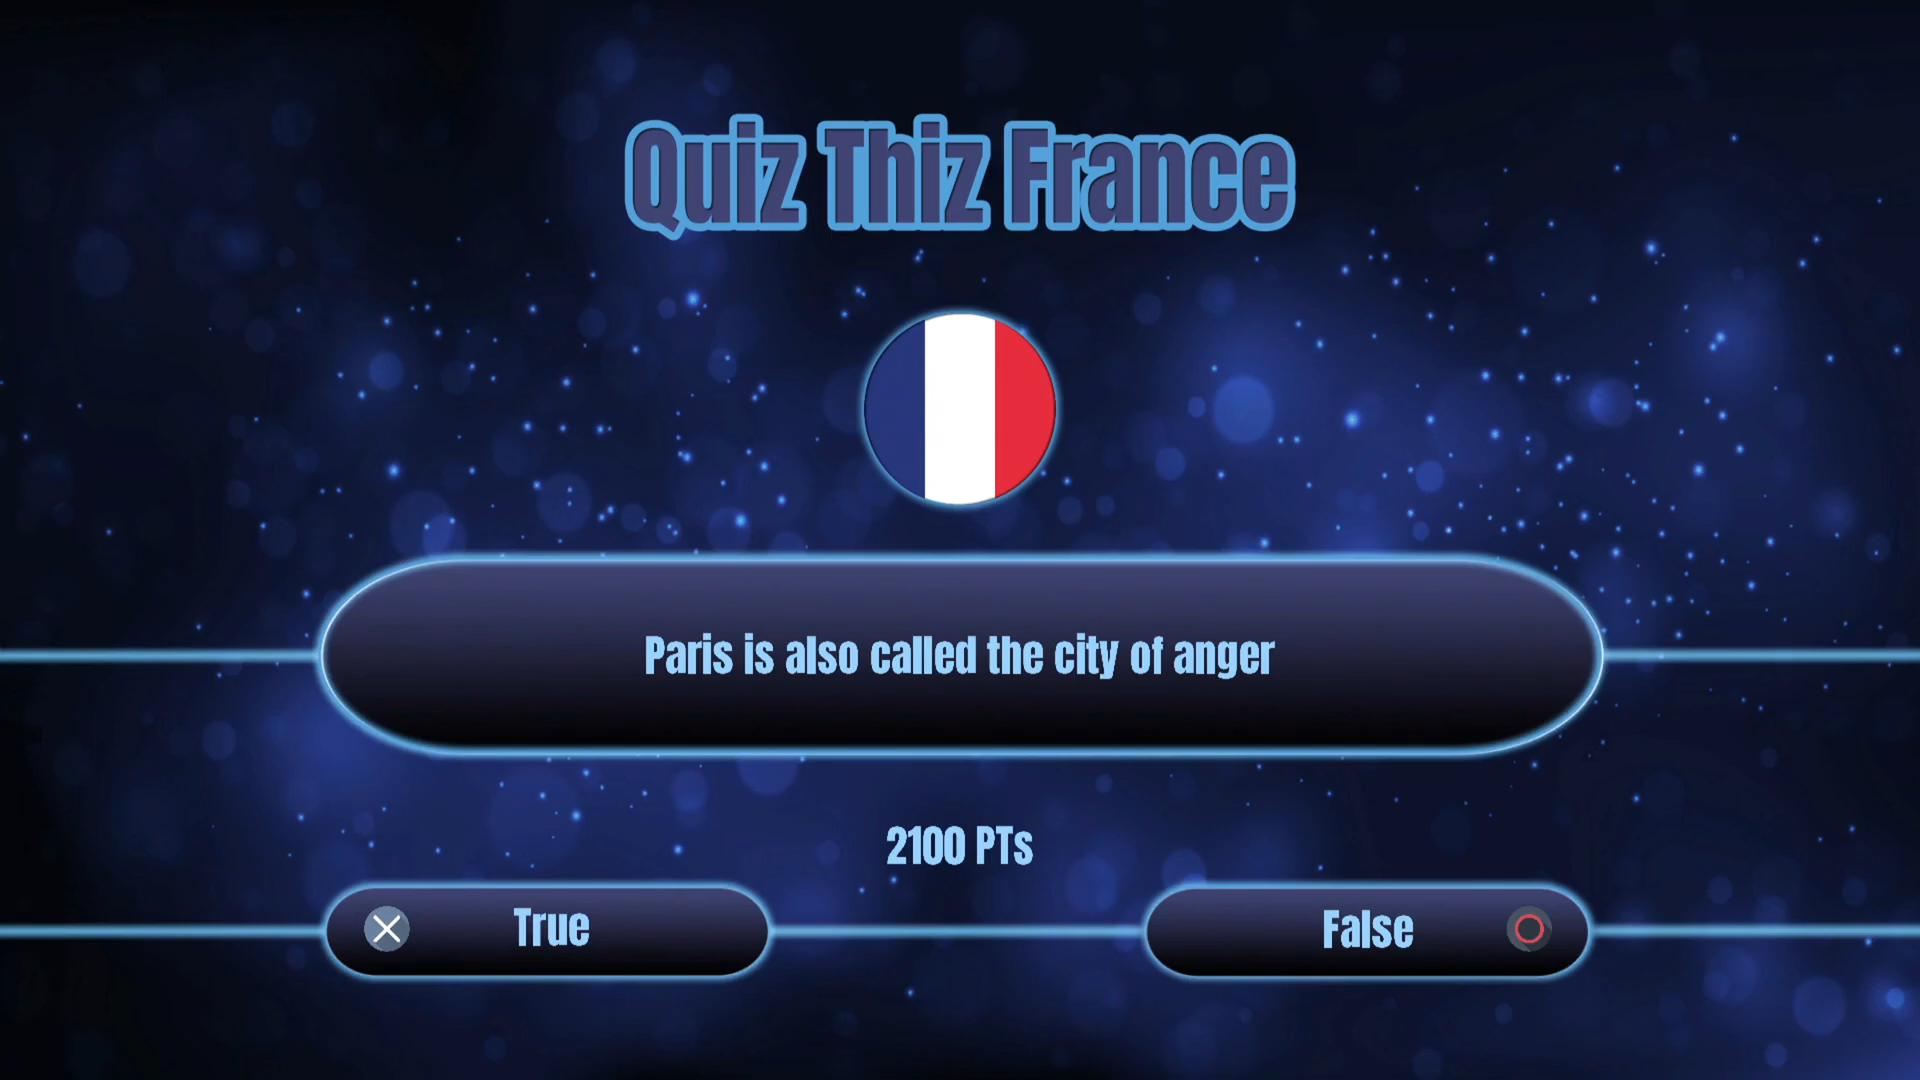 Quiz Thiz France
Paris is also called the city of anger
2100 PTs
True
False